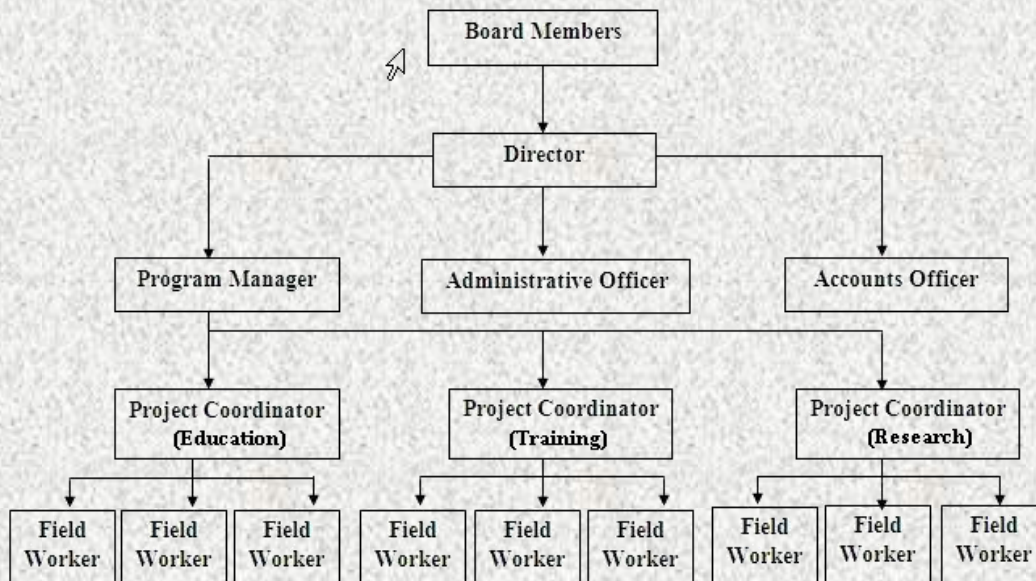 Board Members
Director
Program Manager
Administrative Officer
Accounts Officer
Project Coordinator
(Education)
Project Coordinator
(Training)
Project Coordinator
(Research)
Field
Worker
Field
Worker
Field
Worker
Field
Worker
Field
Worker
Field
Worker
Field
Worker
Field
Worker
Field
Worker